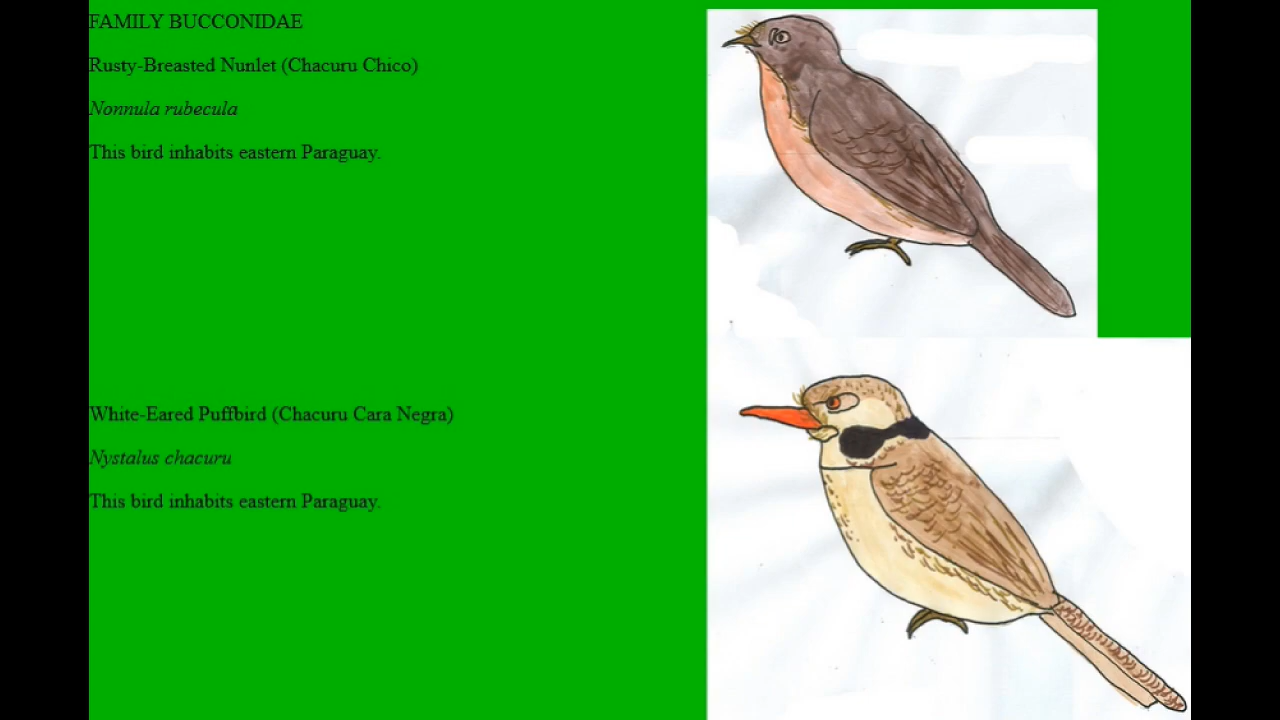 FAMILY BUCCONIDAE
Rusty-Breasted Nunlet (Chacuru Chico)
Nonnula rubecula
This bird inhabits eastern Paraguay.
White-Eared Puffbird (Chacuru Cara Negra)
Nystalus chacuru
This bird inhabits eastern Paraguay.